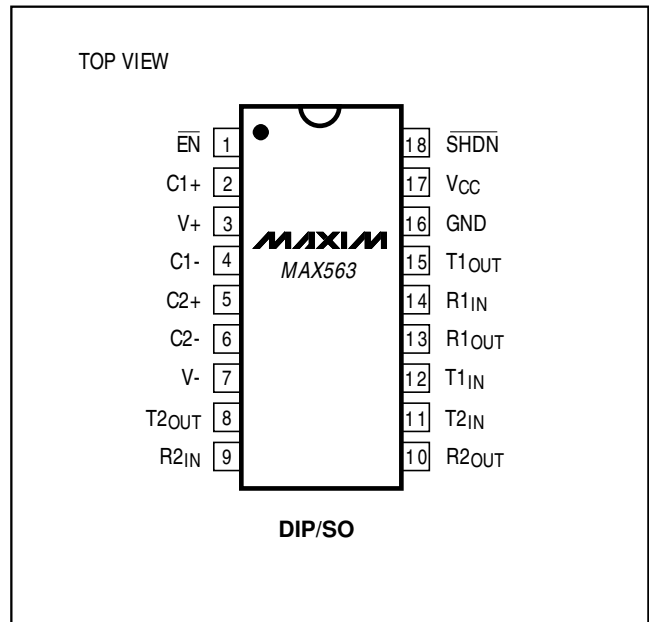 TOP VIEW
E̅N̅ 1
C1+ 2
V+ 3
C1- 4
C2+ 5
C2- 6
V- 7
T2OUT 8
R2IN 9
MAXIM
MAX563
18 S̅H̅D̅N̅
17 VCC
16 GND
15 T1OUT
14 R1IN
13 R1OUT
12 T1IN
11 T2IN
10 R2OUT
DIP/SO